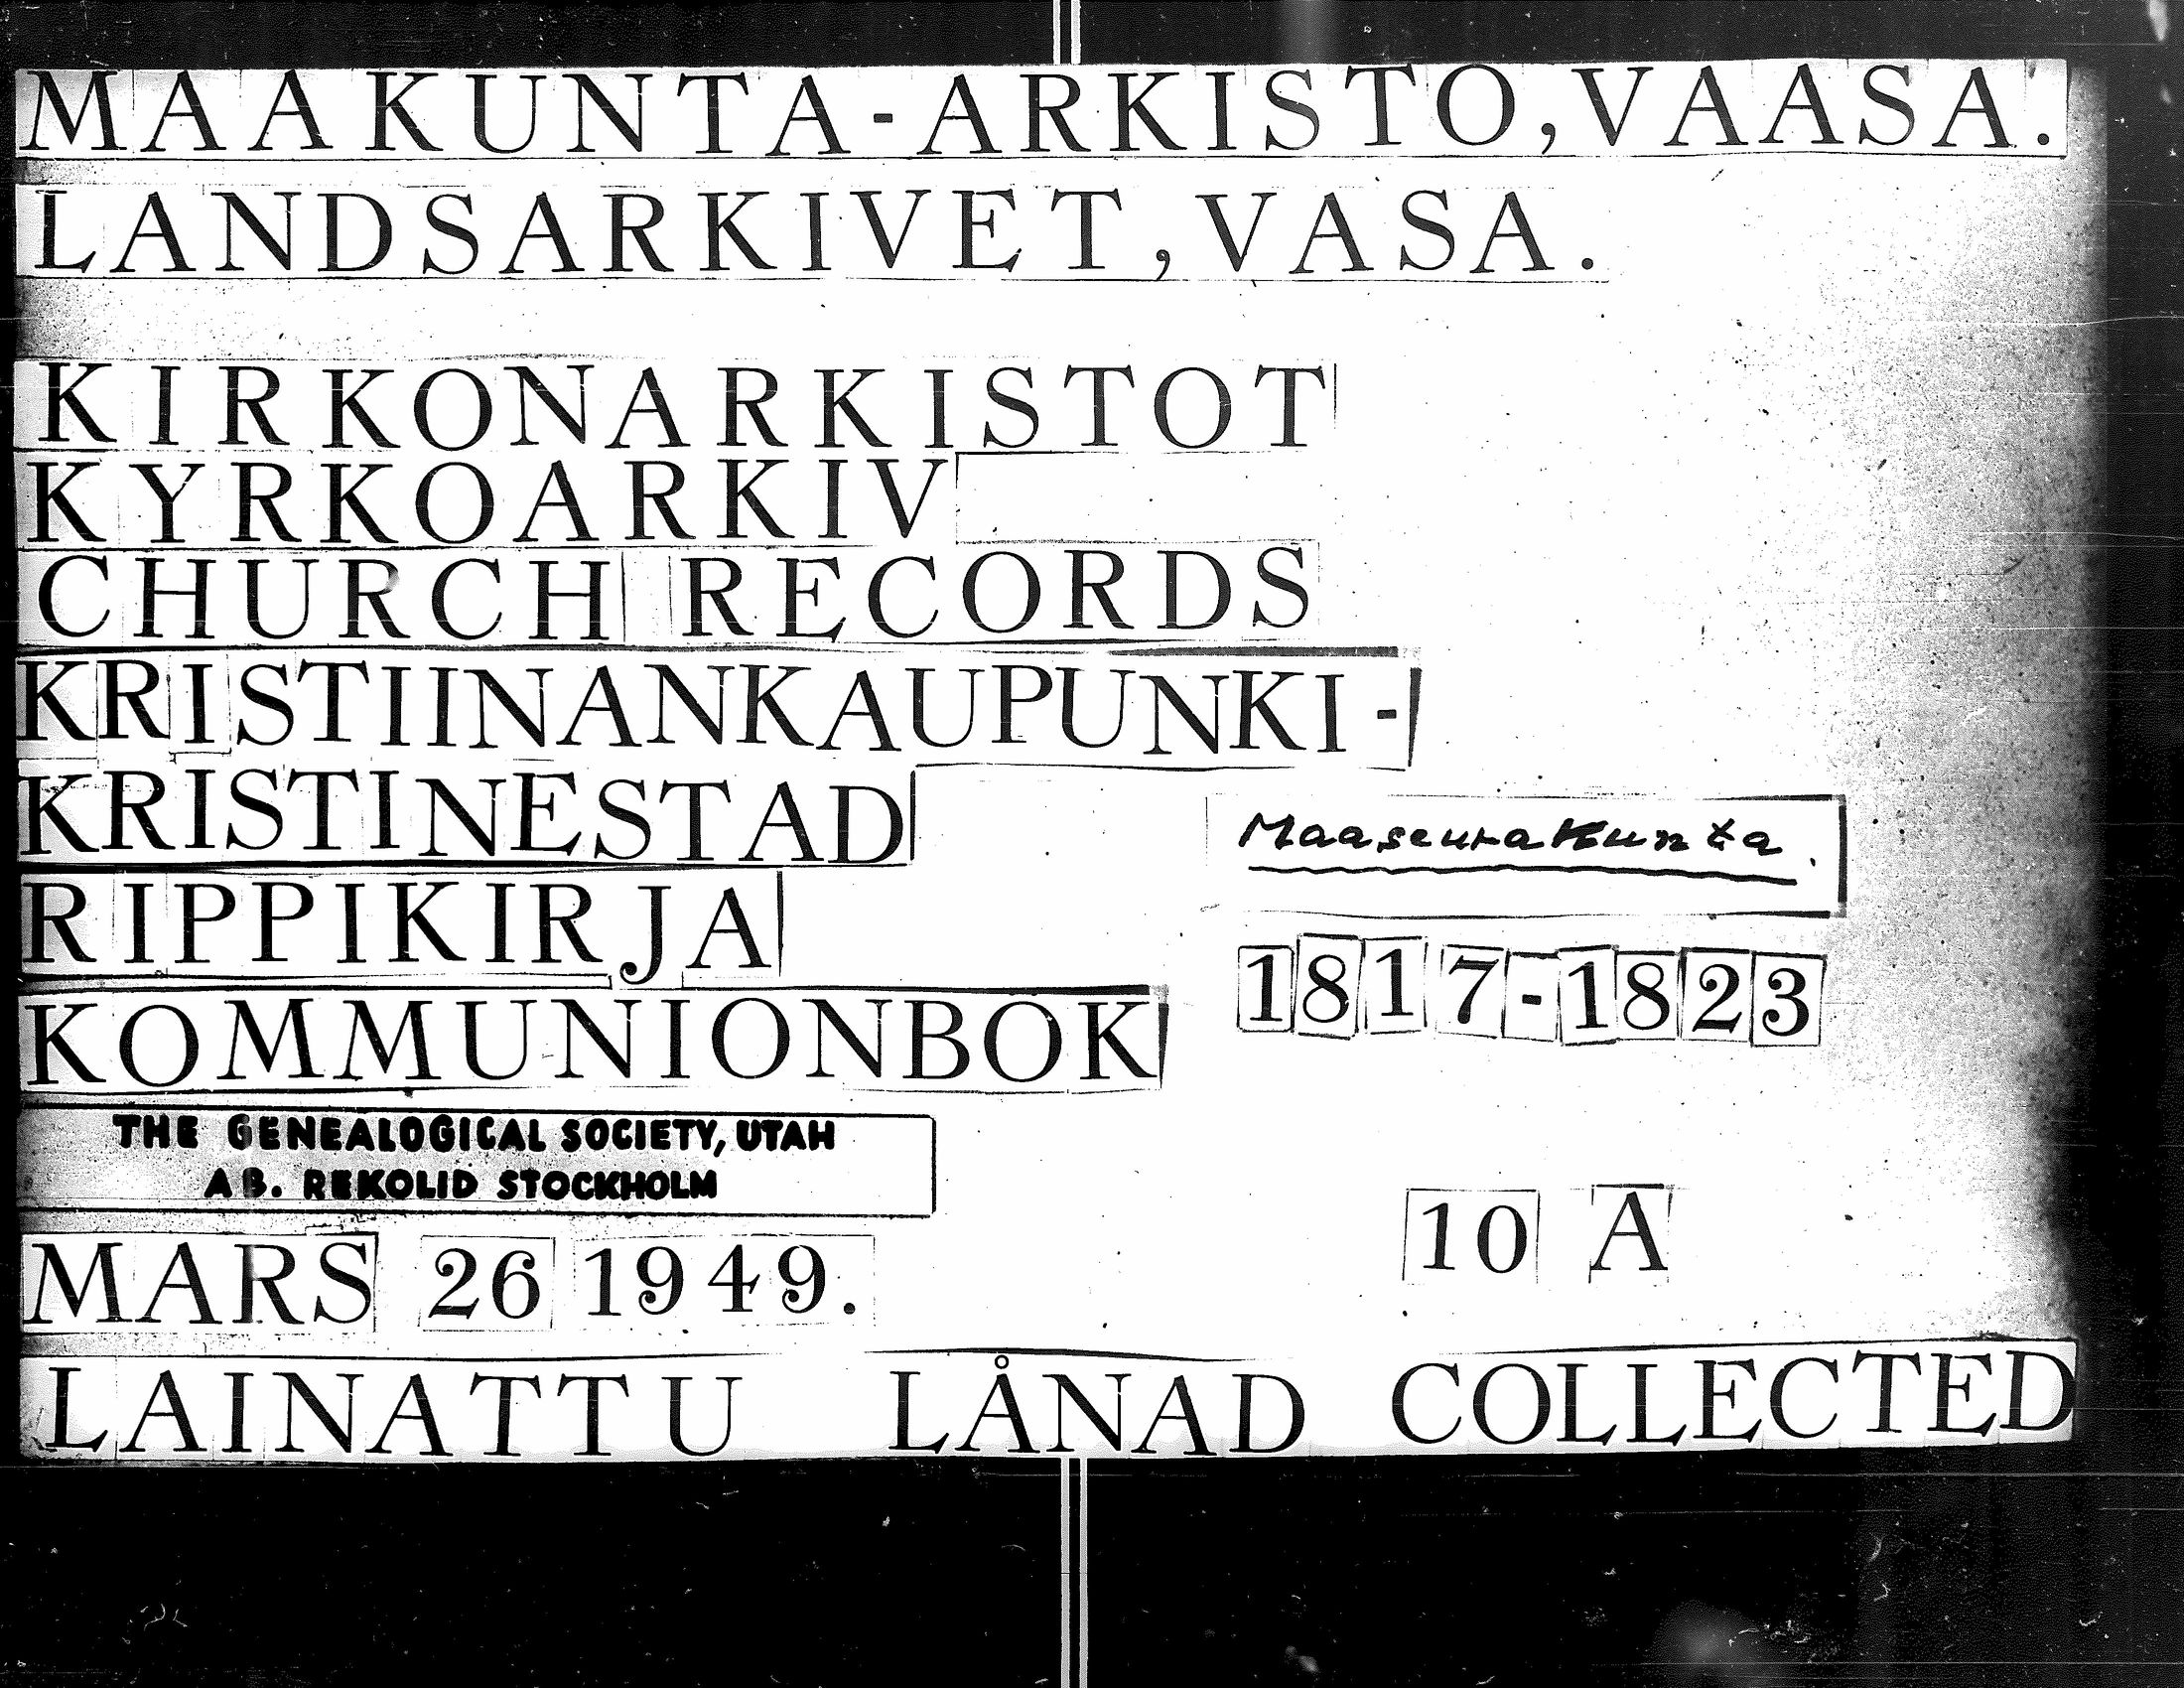 MAAKUNTA-ARKISTO, VAASA.
LANDSARKIVET, VASA.
KIRKONARKISTOT
KYRKOARKIV
CHURCH RECORDS
KRISTIINANKAUPUNKI-
KRISTINESTAD
Maaseurakunta.
RIPPIKIRJA
1817-1823
KOMMUNIONBOK
THE GENEALOGICAL SOCIETY, UTAH
AB. REKOLID STOCKHOLM
10 A
MARS 26 1949.
LAINATTU LÅNAD COLLECTED